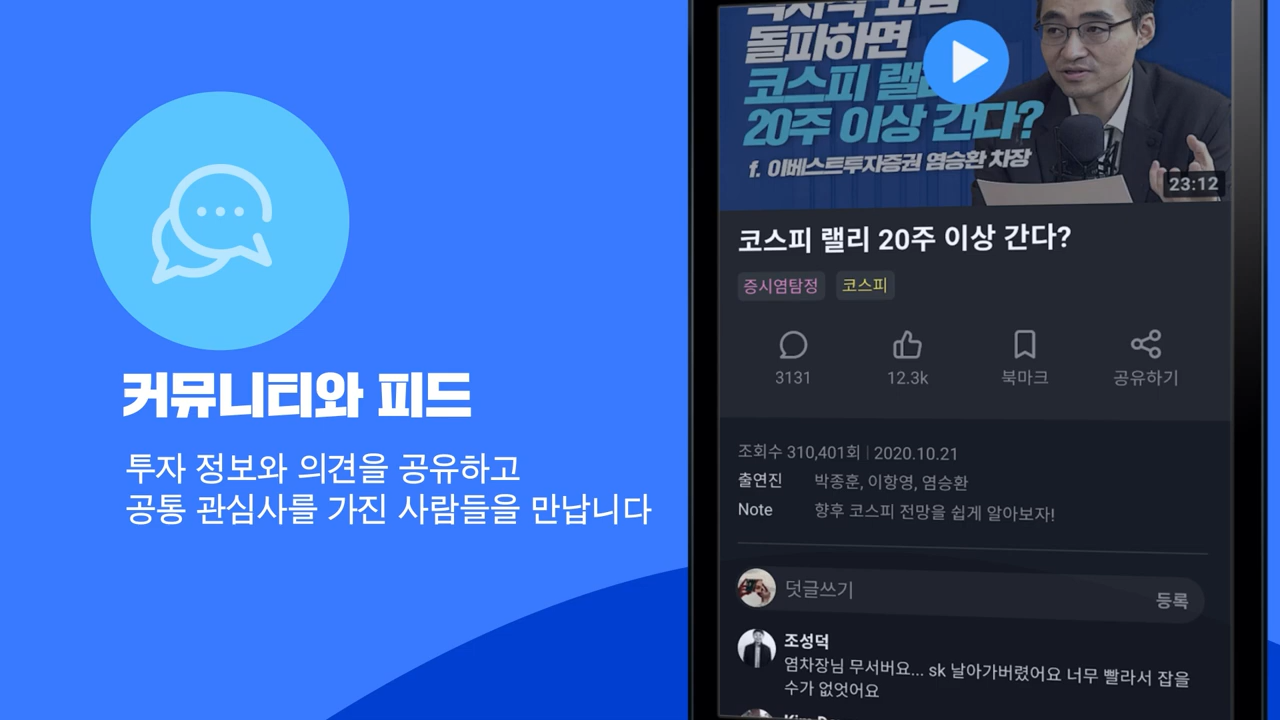 커뮤니티와 피드
투자 정보와 의견을 공유하고
공통 관심사를 가진 사람들을 만납니다
돌파하면
코스피 랠
20주 이상 간다?
f. 이베스트투자증권 염승환 차장
23:12
코스피 랠리 20주 이상 간다?
증시염탐정 코스피
3131 12.3k 북마크 공유하기
조회수 310,401회 | 2020.10.21
출연진 박종훈, 이항영, 염승환
Note 향후 코스피 전망을 쉽게 알아보자!
덧글쓰기 등록
조성덕
염차장님 무서버요... sk 날아가버렸어요 너무 빨라서 잡을
수가 없엇어요